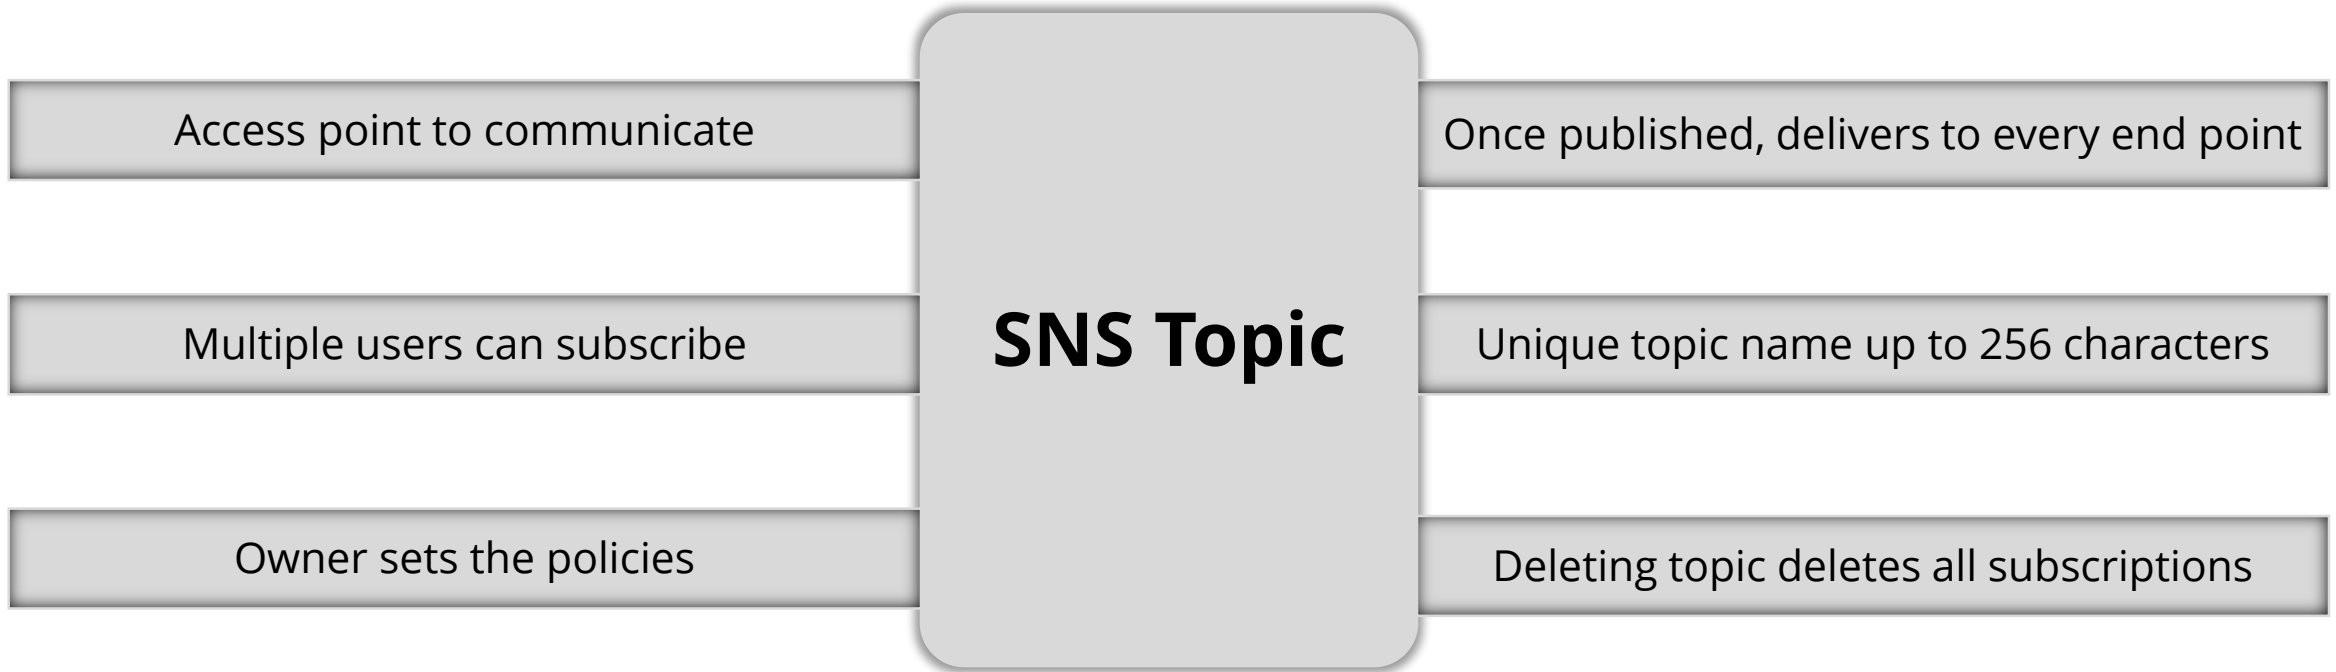 Access point to communicate
Multiple users can subscribe
Owner sets the policies
SNS Topic
Once published, delivers to every end point
Unique topic name up to 256 characters
Deleting topic deletes all subscriptions